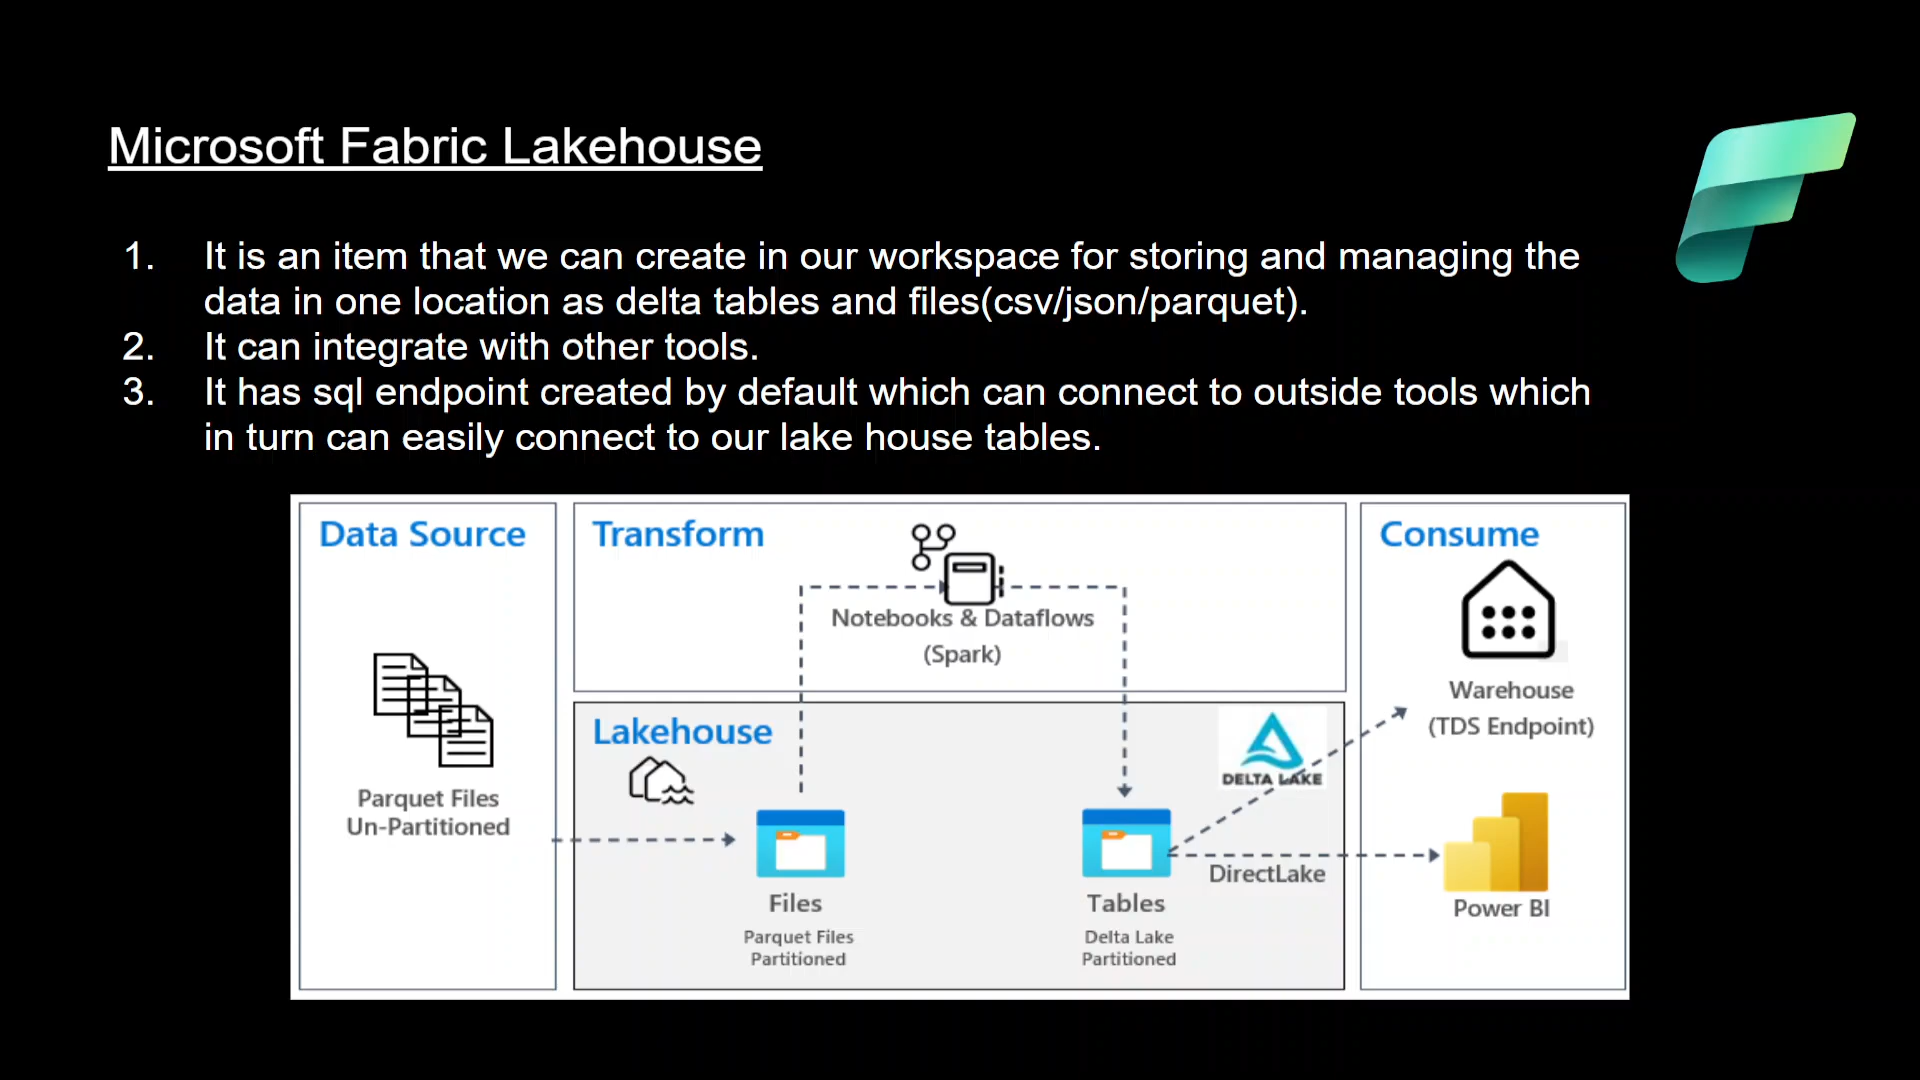 Microsoft Fabric Lakehouse
1. It is an item that we can create in our workspace for storing and managing the
data in one location as delta tables and files(csv/json/parquet).
2. It can integrate with other tools.
3. It has sql endpoint created by default which can connect to outside tools which
in turn can easily connect to our lake house tables.
Data Source
Parquet Files
Un-Partitioned
Transform
Notebooks & Dataflows
(Spark)
Lakehouse
DELTA LAKE
Files
Parquet Files
Partitioned
Tables
Delta Lake
Partitioned
DirectLake
Consume
Warehouse
(TDS Endpoint)
Power BI